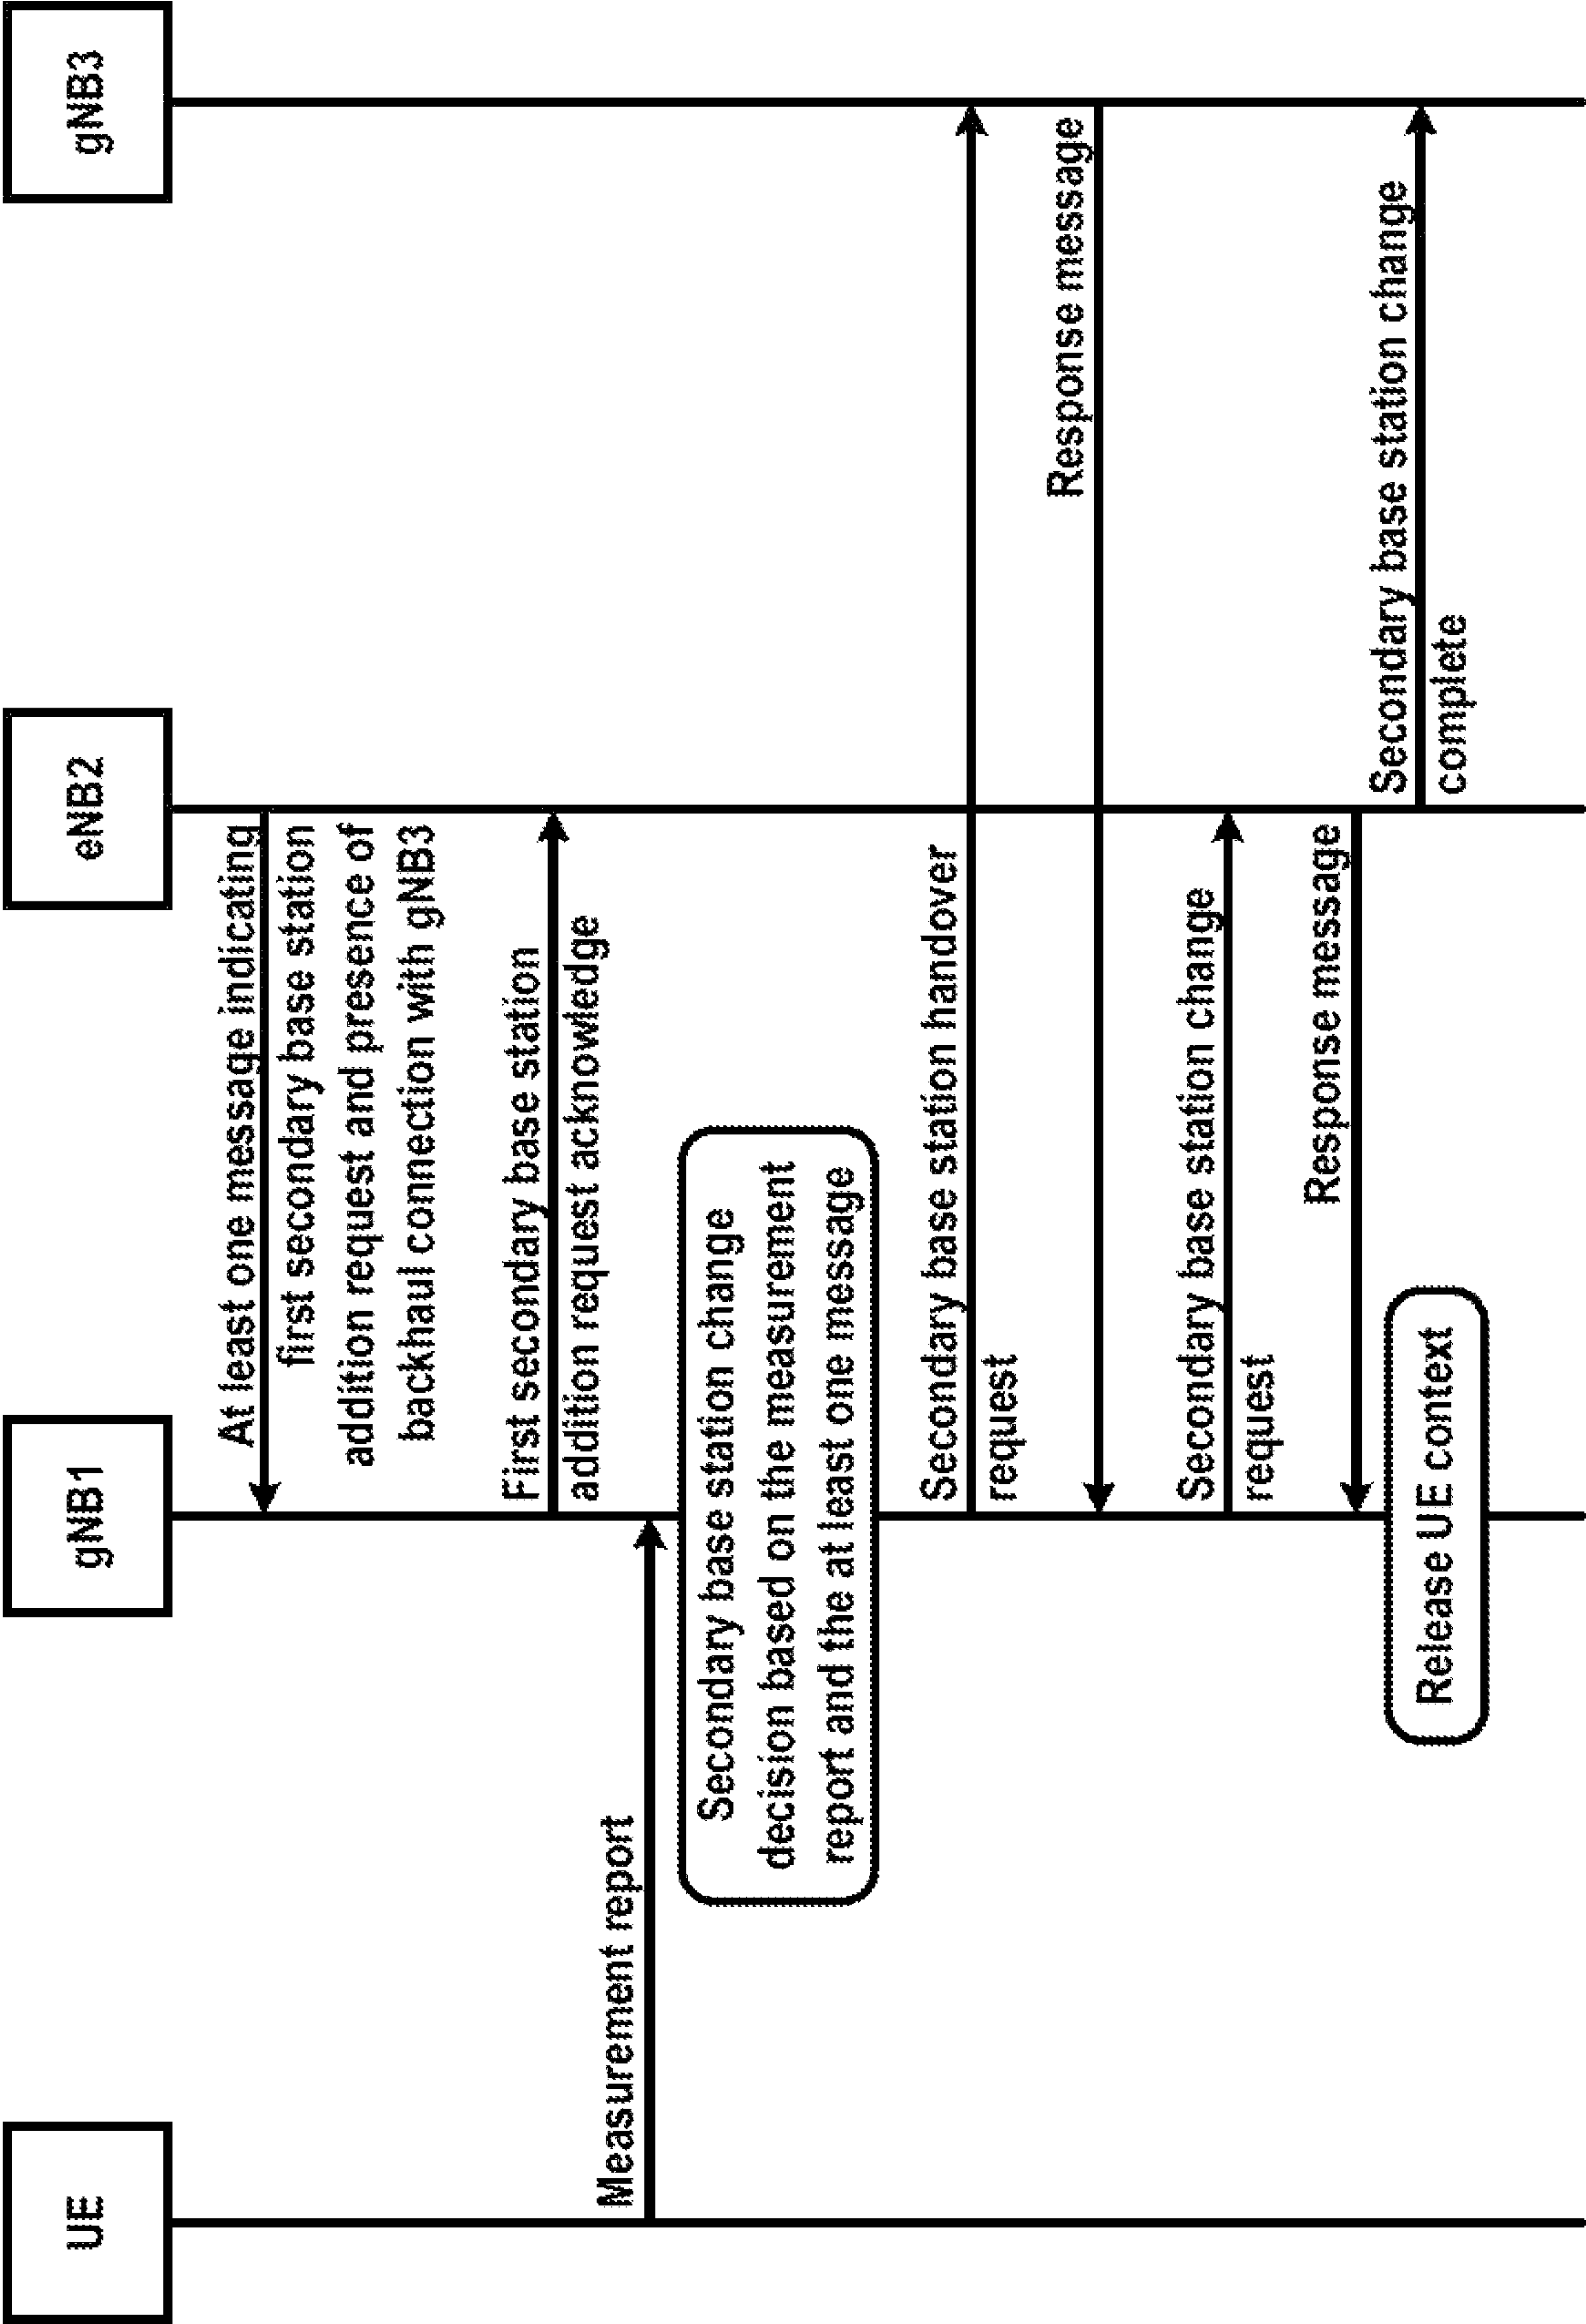 UE
gNB1
eNB2
gNB3
At least one message indicating
first secondary base station
addition request and presence of
backhaul connection with gNB3
First secondary base station
addition request acknowledge
Measurement report
Secondary base station change
decision based on the measurement
report and the at least one message
Secondary base station handover
request
Response message
Secondary base station change
request
Response message
Release UE context
Secondary base station change
complete